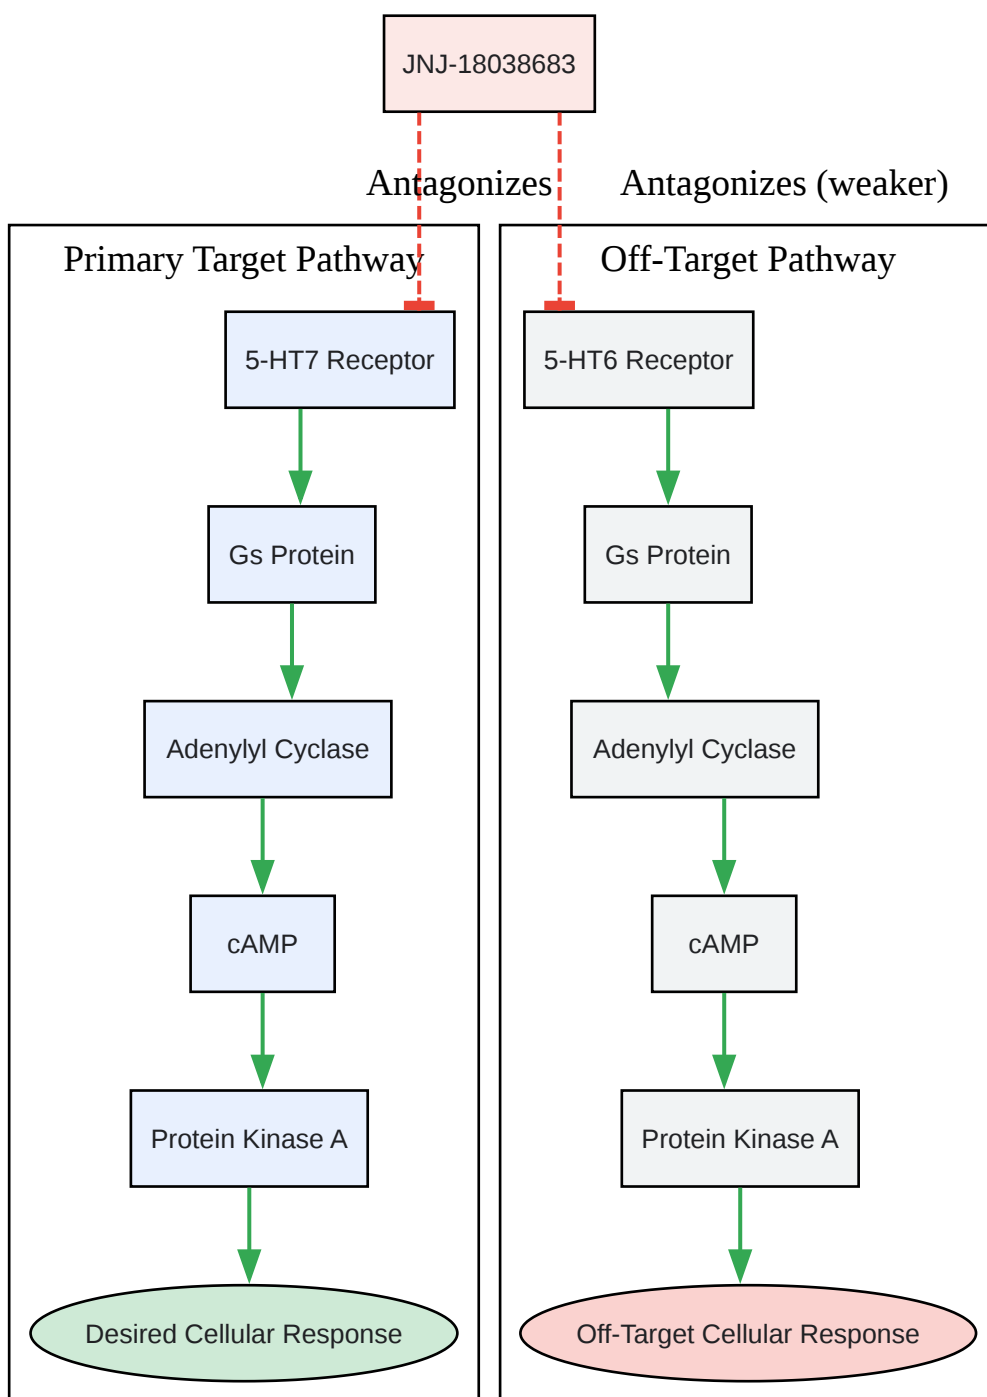 JNJ-18038683
Antagonizes
Antagonizes (weaker)
Primary Target Pathway
5-HT7 Receptor
Gs Protein
Adenylyl Cyclase
cAMP
Protein Kinase A
Desired Cellular Response
Off-Target Pathway
5-HT6 Receptor
Gs Protein
Adenylyl Cyclase
cAMP
Protein Kinase A
Off-Target Cellular Response